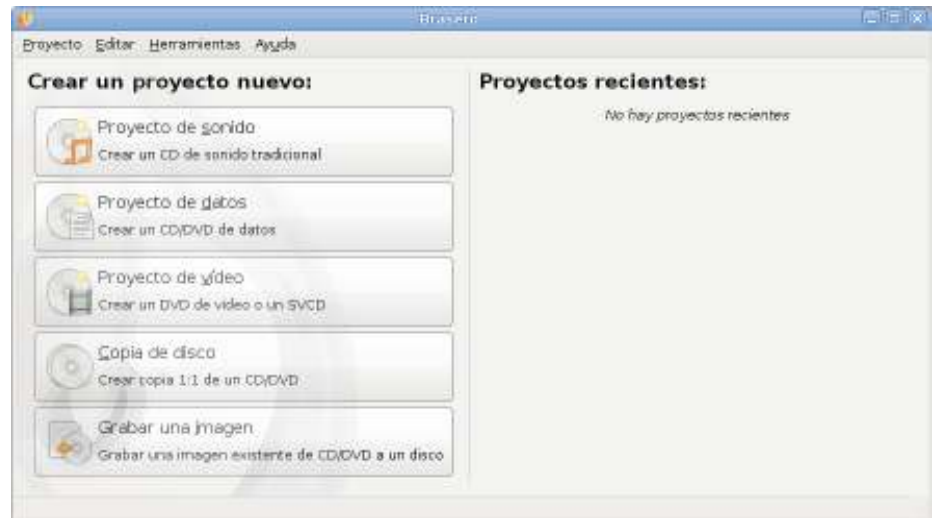 Brasero
Proyecto Editar Herramientas Ayuda
Crear un proyecto nuevo:
Proyecto de sonido
Crear un CD de sonido tradicional
Proyecto de datos
Crear un CD/DVD de datos
Proyecto de vídeo
Crear un DVD de vídeo o un SVCD
Copia de disco
Crear copia 1:1 de un CD/DVD
Grabar una imagen
Grabar una imagen existente de CD/DVD a un disco
Proyectos recientes:
No hay proyectos recientes